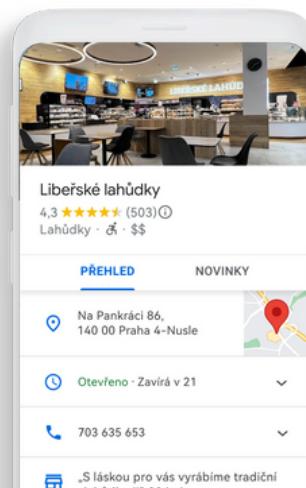 LIBEŘSKÉ LAHŮD
Libeřské lahůdky
4,3 ★★★★★ (503)
Lahůdky · $$
PŘEHLED NOVINKY
Na Pankráci 86,
140 00 Praha 4-Nusle
Otevřeno · Zavírá v 21
703 635 653
„S láskou pro vás vyrábíme tradiční